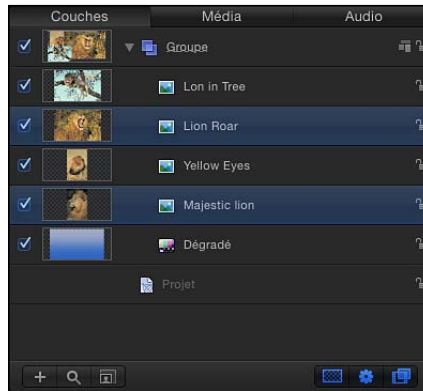 Couches Média Audio
Groupe
Lon in Tree
Lion Roar
Yellow Eyes
Majestic lion
Dégradé
Projet